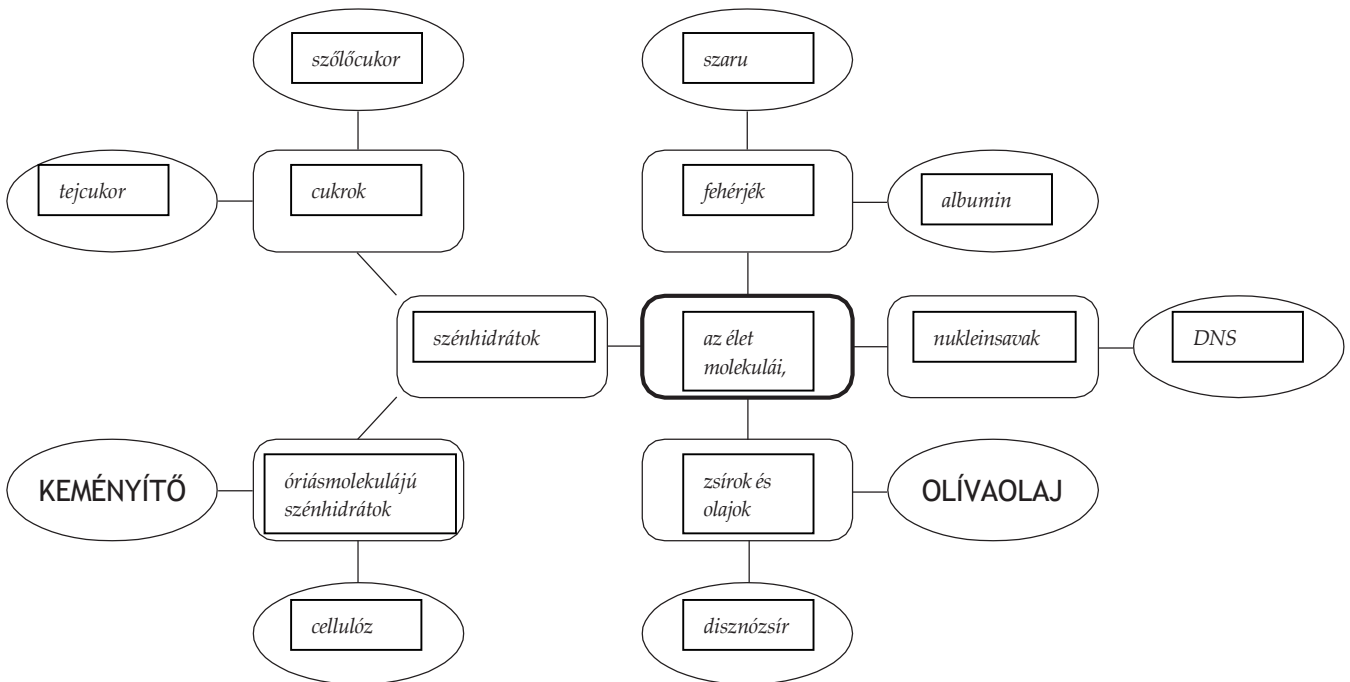 szőlőcukor
szaru
tejcukor
cukrok
fehérjék
albumin
szénhidrátok
az élet
molekulái,
nukleinsavak
DNS
KEMÉNYÍTŐ
óriásmolekulájú
szénhidrátok
zsírok és
olajok
OLÍVAOLAJ
cellulóz
disznózsír